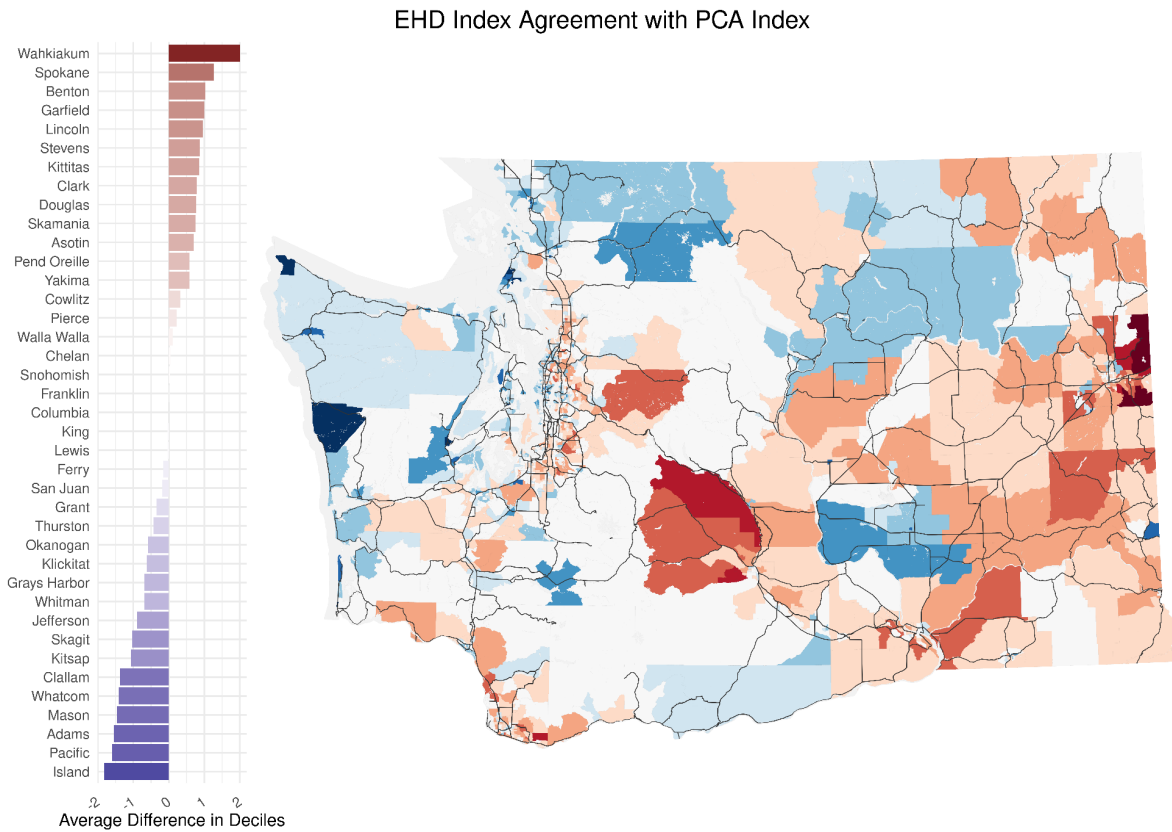 EHD Index Agreement with PCA Index
Wahkiakum
Spokane
Benton
Garfield
Lincoln
Stevens
Kittitas
Clark
Douglas
Skamania
Asotin
Pend Oreille
Yakima
Cowlitz
Pierce
Walla Walla
Chelan
Snohomish
Franklin
Columbia
King
Lewis
Ferry
San Juan
Grant
Thurston
Okanogan
Klickitat
Grays Harbor
Whitman
Jefferson
Skagit
Kitsap
Clallam
Whatcom
Mason
Adams
Pacific
Island
-2 -1 0 1 2
Average Difference in Deciles